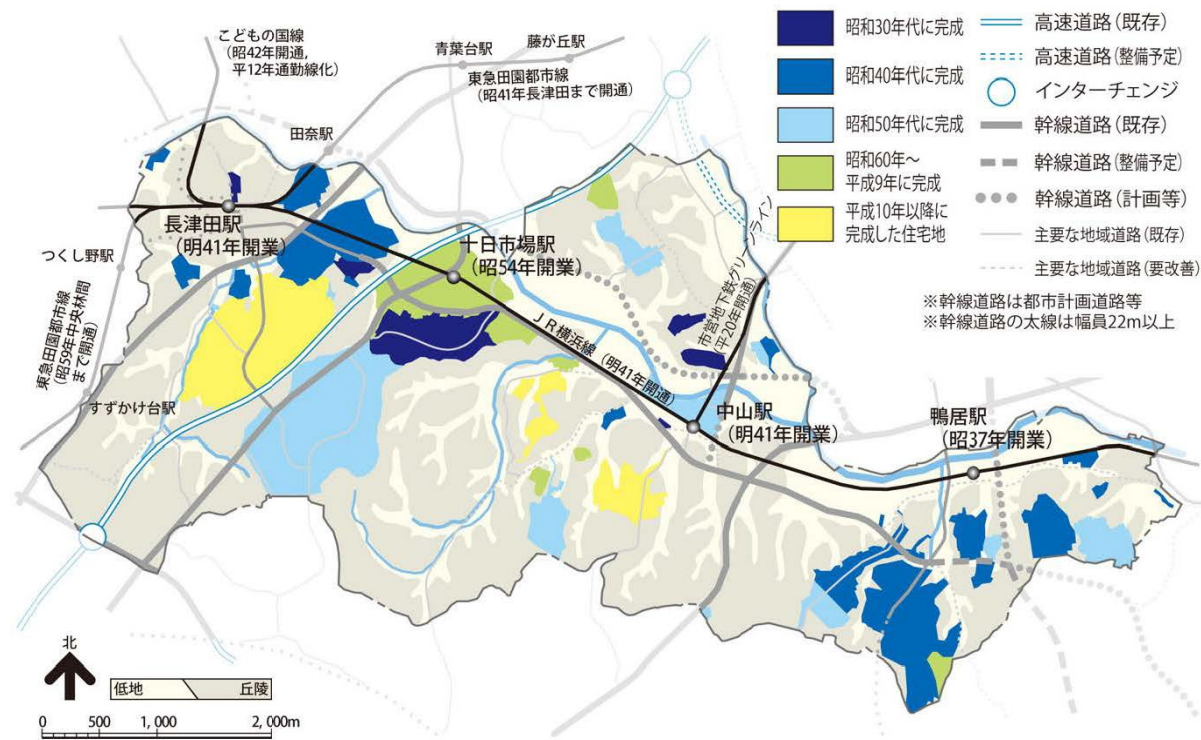 こどもの国線
(昭42年開通,
平12年通勤線化)
青葉台駅
藤が丘駅
東急田園都市線
(昭41年長津田まで開通)
田奈駅
長津田駅
(明41年開業)
十日市場駅
(昭54年開業)
つくし野駅
東急田園都市線
(昭59年中央林間
まで開通)
すずかけ台駅
JR横浜線 (明41年開通)
市営地下鉄グリーンライン
(平20年開通)
中山駅
(明41年開業)
鴨居駅
(昭37年開業)
昭和30年代に完成
昭和40年代に完成
昭和50年代に完成
昭和60年~
平成9年に完成
平成10年以降に
完成した住宅地
高速道路(既存)
高速道路(整備予定)
インターチェンジ
幹線道路(既存)
幹線道路(整備予定)
幹線道路(計画等)
主要な地域道路(既存)
主要な地域道路(要改善)
※幹線道路は都市計画道路等
※幹線道路の太線は幅員22m以上
北
低地 丘陵
0 500 1,000 2,000m